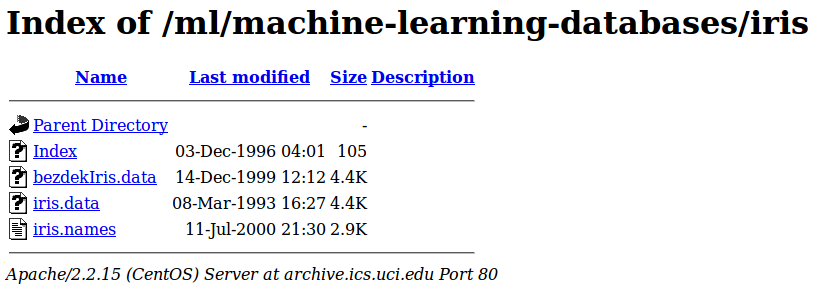 Index of /ml/machine-learning-databases/iris
Name Last modified Size Description
Parent Directory -
Index 03-Dec-1996 04:01 105
bezdekIris.data 14-Dec-1999 12:12 4.4K
iris.data 08-Mar-1993 16:27 4.4K
iris.names 11-Jul-2000 21:30 2.9K
Apache/2.2.15 (CentOS) Server at archive.ics.uci.edu Port 80